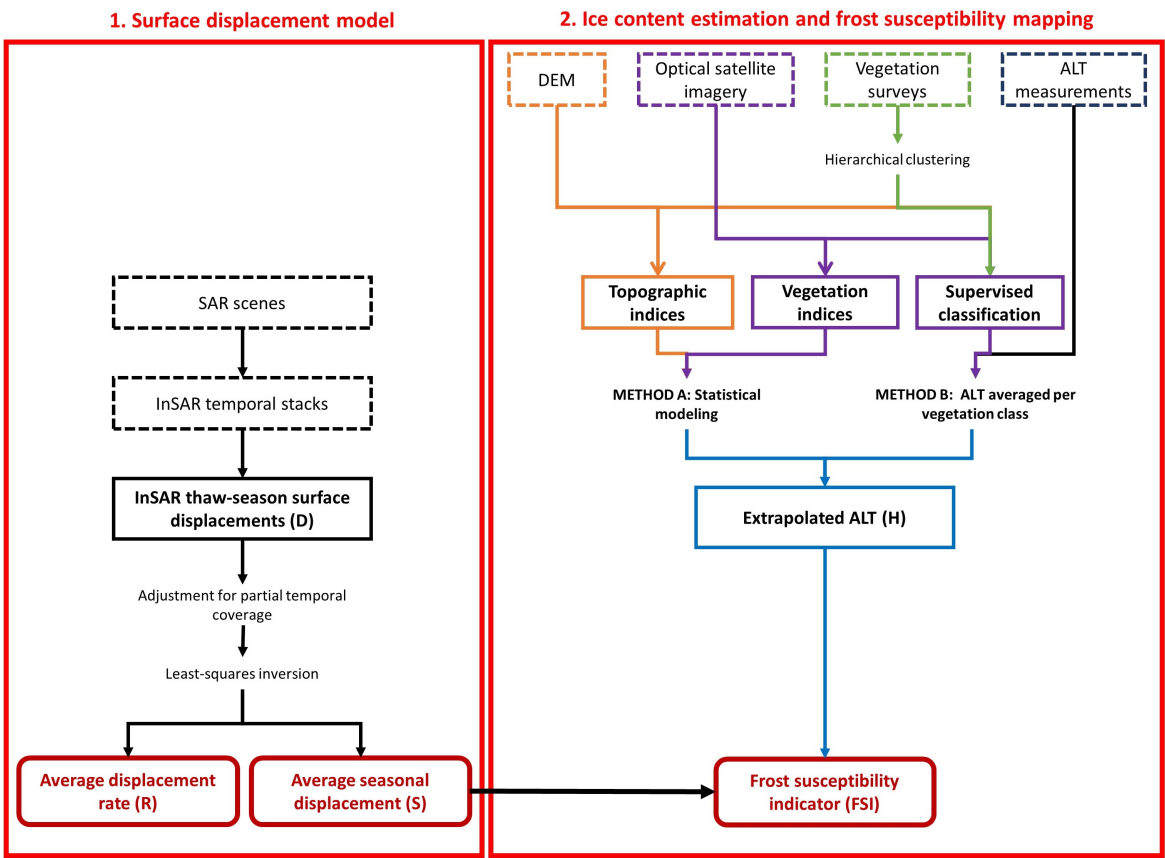 1. Surface displacement model
SAR scenes
InSAR temporal stacks
InSAR thaw-season surface
displacements (D)
Adjustment for partial temporal
coverage
Least-squares inversion
Average displacement
rate (R)
Average seasonal
displacement (S)
2. Ice content estimation and frost susceptibility mapping
DEM
Optical satellite
imagery
Vegetation
surveys
ALT
measurements
Hierarchical clustering
Topographic
indices
Vegetation
indices
Supervised
classification
METHOD A: Statistical
modeling
METHOD B: ALT averaged per
vegetation class
Extrapolated ALT (H)
Frost susceptibility
indicator (FSI)